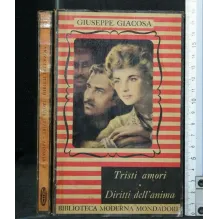 GIUSEPPE GIACOSA
Tristi amori
Diritti dell'anima
BIBLIOTECA MODERNA MONDADORI